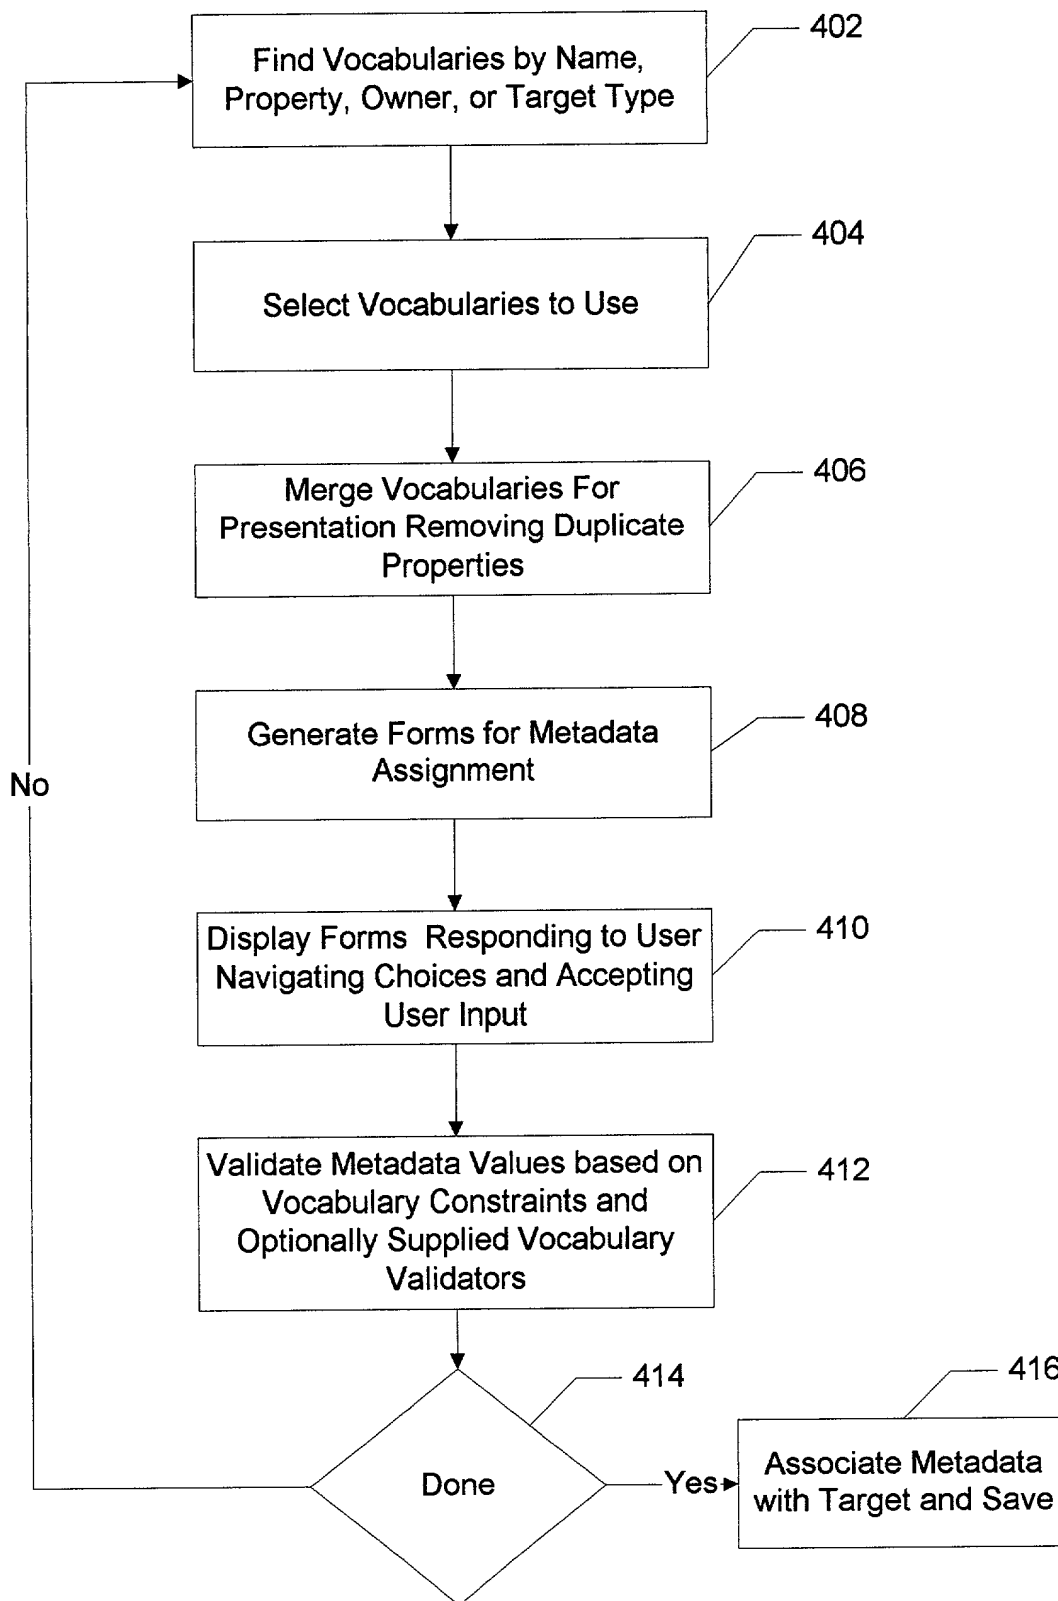 402
Find Vocabularies by Name,
Property, Owner, or Target Type
404
Select Vocabularies to Use
406
Merge Vocabularies For
Presentation Removing Duplicate
Properties
408
Generate Forms for Metadata
Assignment
No
410
Display Forms Responding to User
Navigating Choices and Accepting
User Input
412
Validate Metadata Values based on
Vocabulary Constraints and
Optionally Supplied Vocabulary
Validators
414
416
Done
Yes
Associate Metadata
with Target and Save